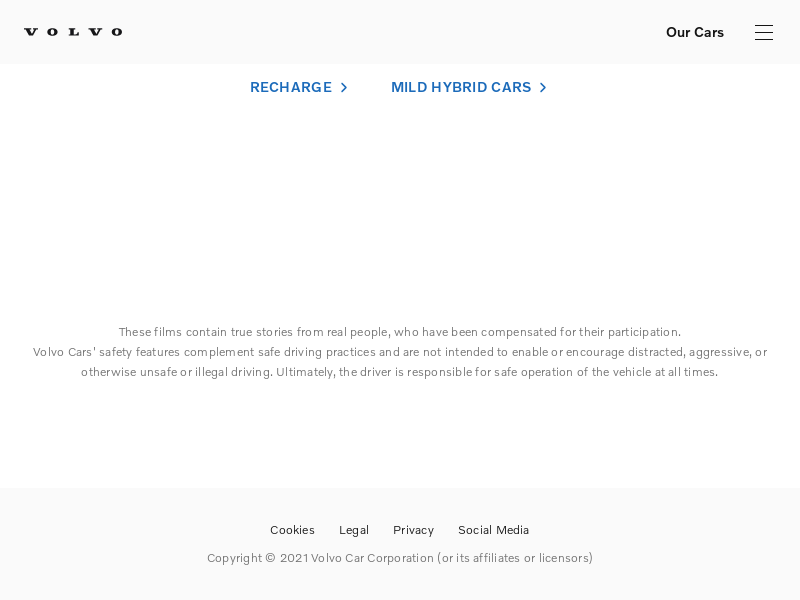 VOLVO
Our Cars
RECHARGE
MILD HYBRID CARS
These films contain true stories from real people, who have been compensated for their participation.
Volvo Cars' safety features complement safe driving practices and are not intended to enable or encourage distracted, aggressive, or
otherwise unsafe or illegal driving. Ultimately, the driver is responsible for safe operation of the vehicle at all times.
Cookies Legal Privacy Social Media
Copyright © 2021 Volvo Car Corporation (or its affiliates or licensors)